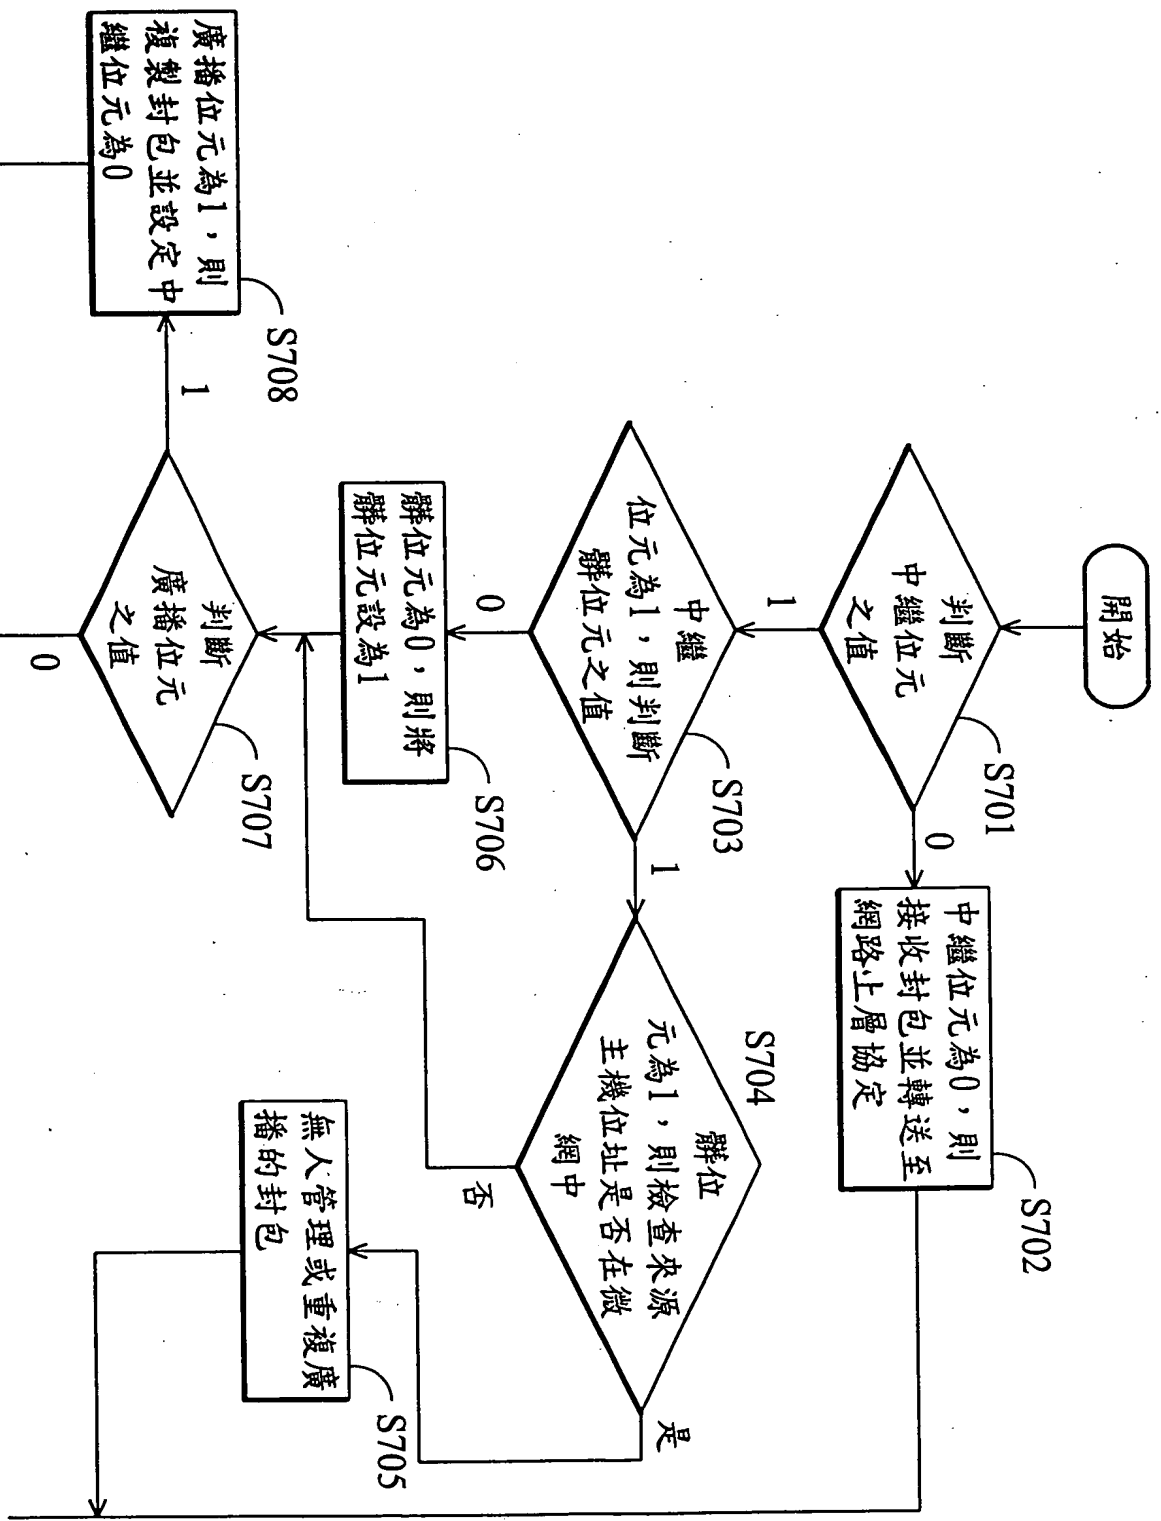 開始
判斷
中繼位元
之值
S701
0
1
中繼位元為0，則
接收封包並轉送至
網路上層協定
S702
中繼
位元為1，則判斷
髒位元之值
S703
1
0
S704
髒位
元為1，則檢查來源
主機位址是否在微
網中
是
否
無人管理或重複廣
播的封包
S705
髒位元為0，則將
髒位元設為1
S706
判斷
廣播位元
之值
S707
1
0
廣播位元為1，則
複製封包並設定中
繼位元為0
S708